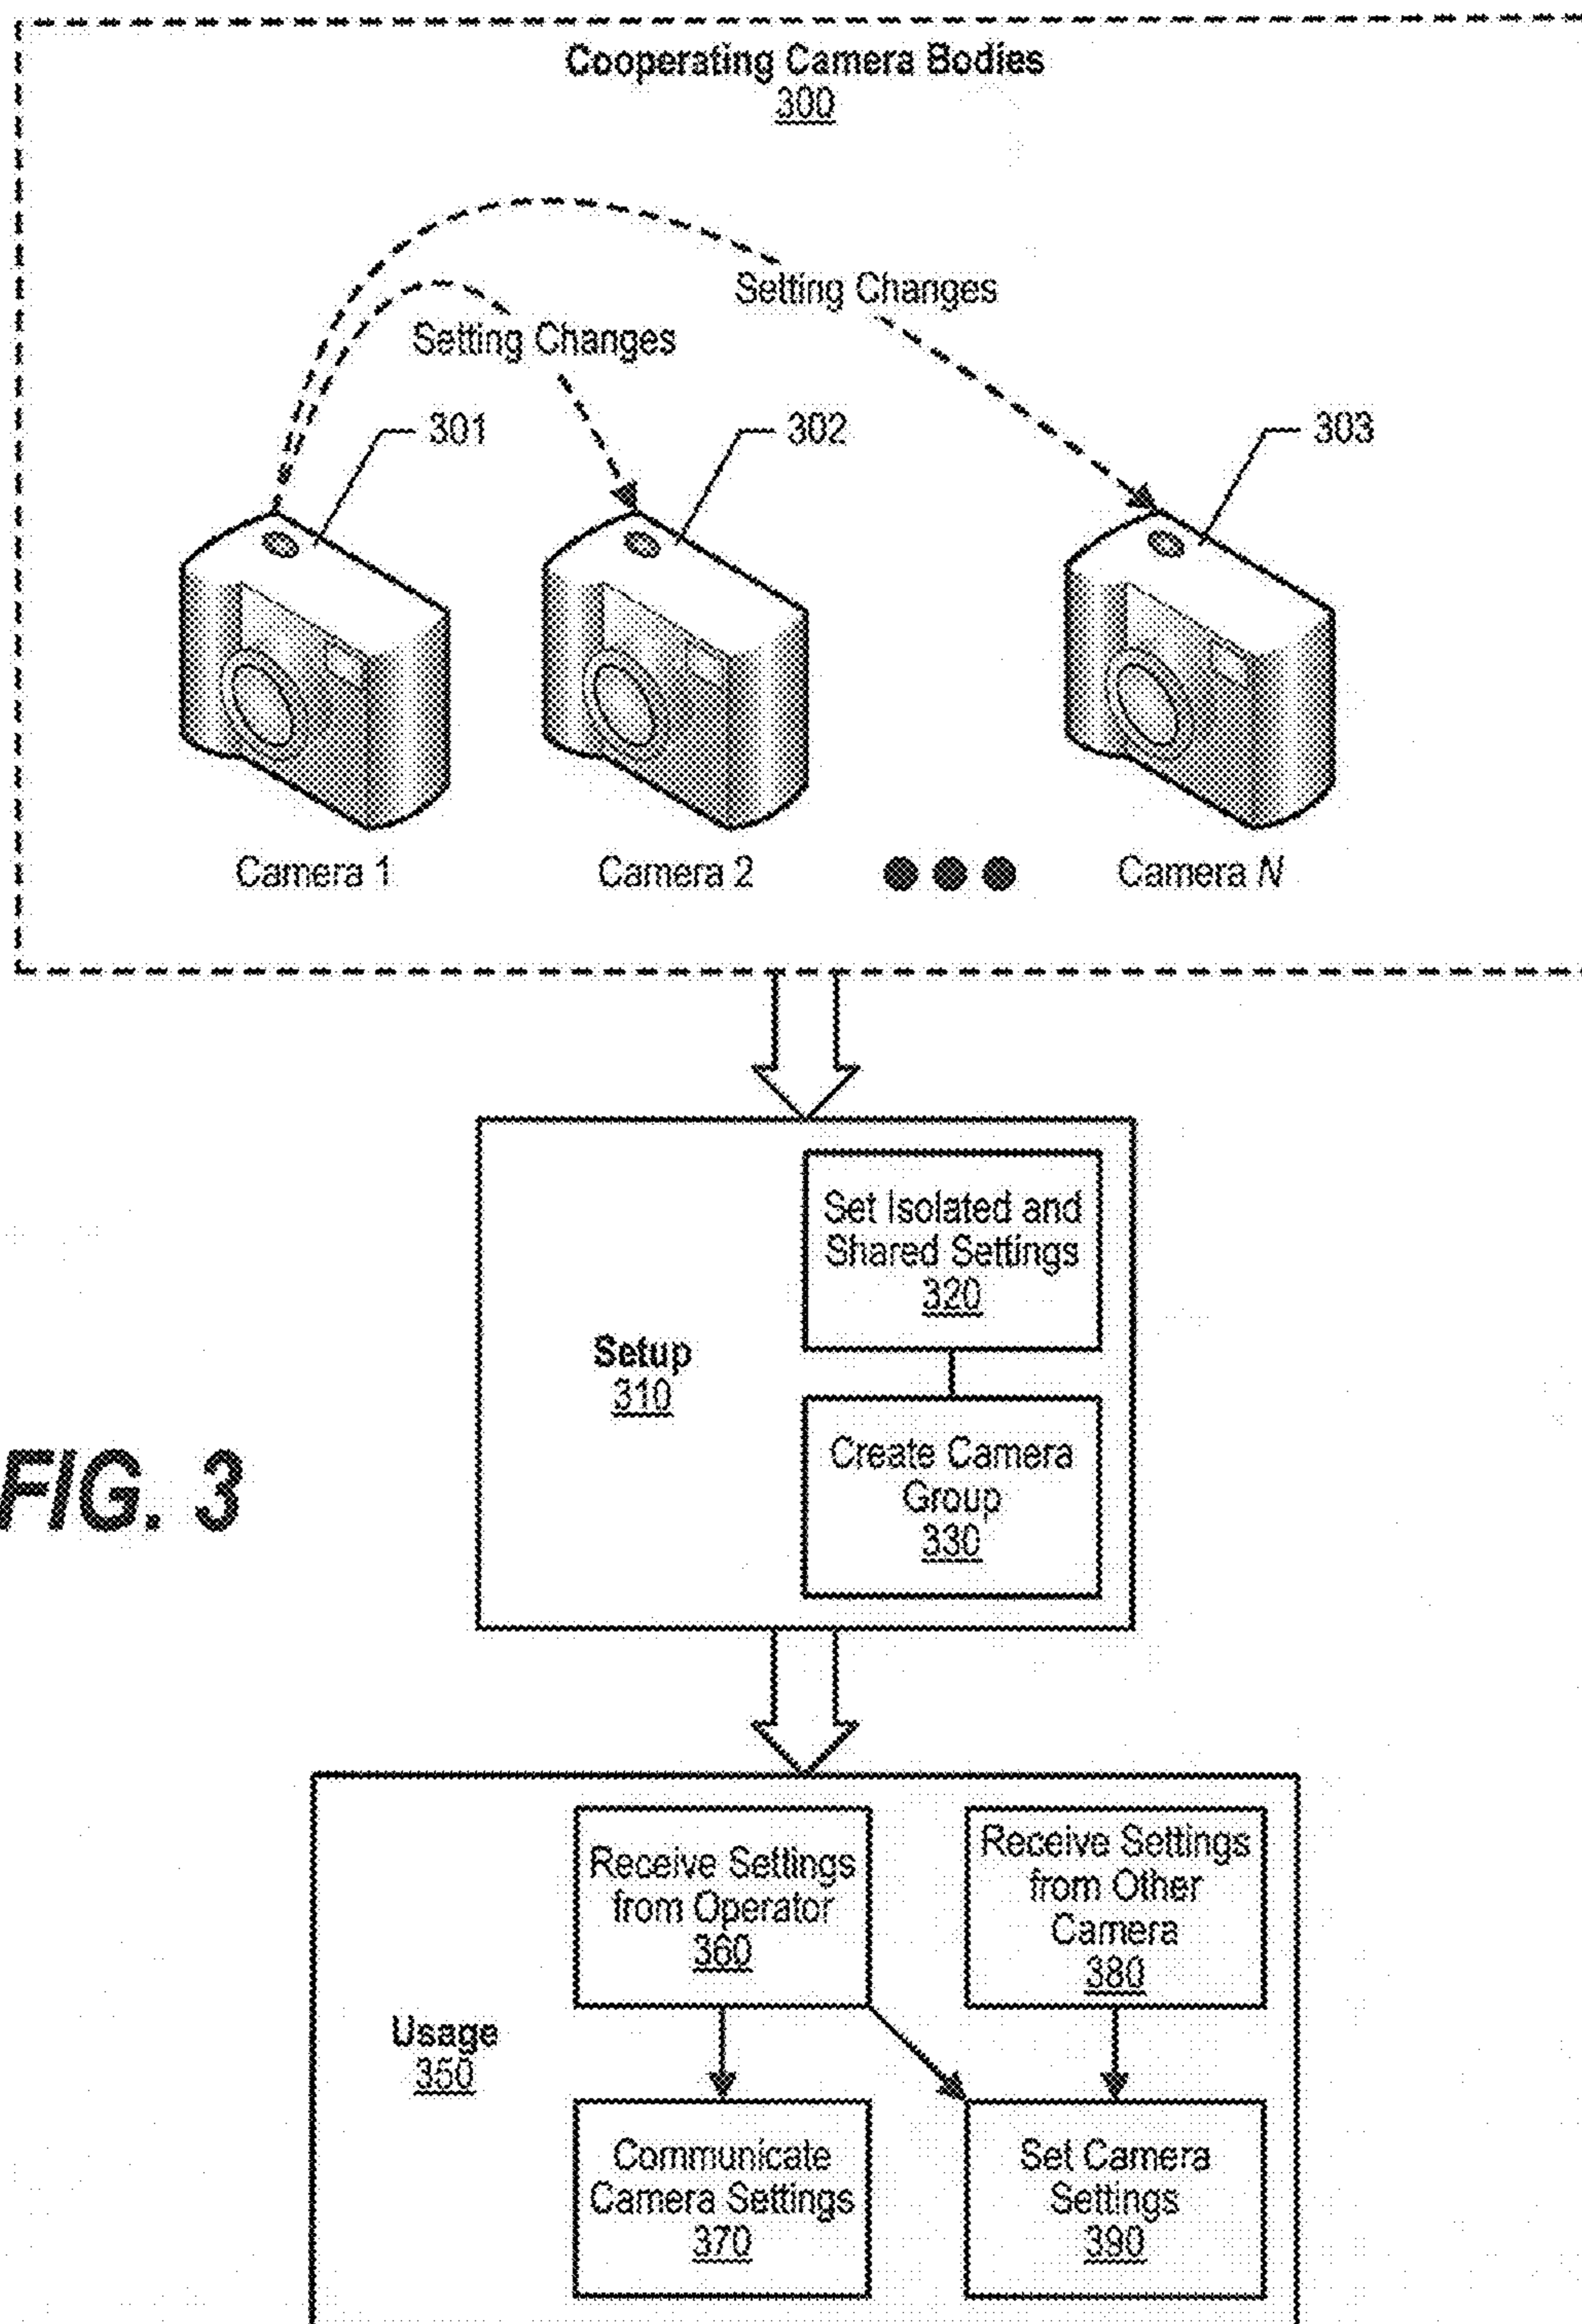 Cooperating Camera Bodies
300
Setting Changes
Setting Changes
301
302
303
Camera 1
Camera 2
Camera N
Set Isolated and
Shared Settings
320
Setup
310
Create Camera
Group
330
FIG. 3
Receive Settings
from Operator
360
Receive Settings
from Other
Camera
380
Usage
350
Communicate
Camera Settings
370
Set Camera
Settings
390